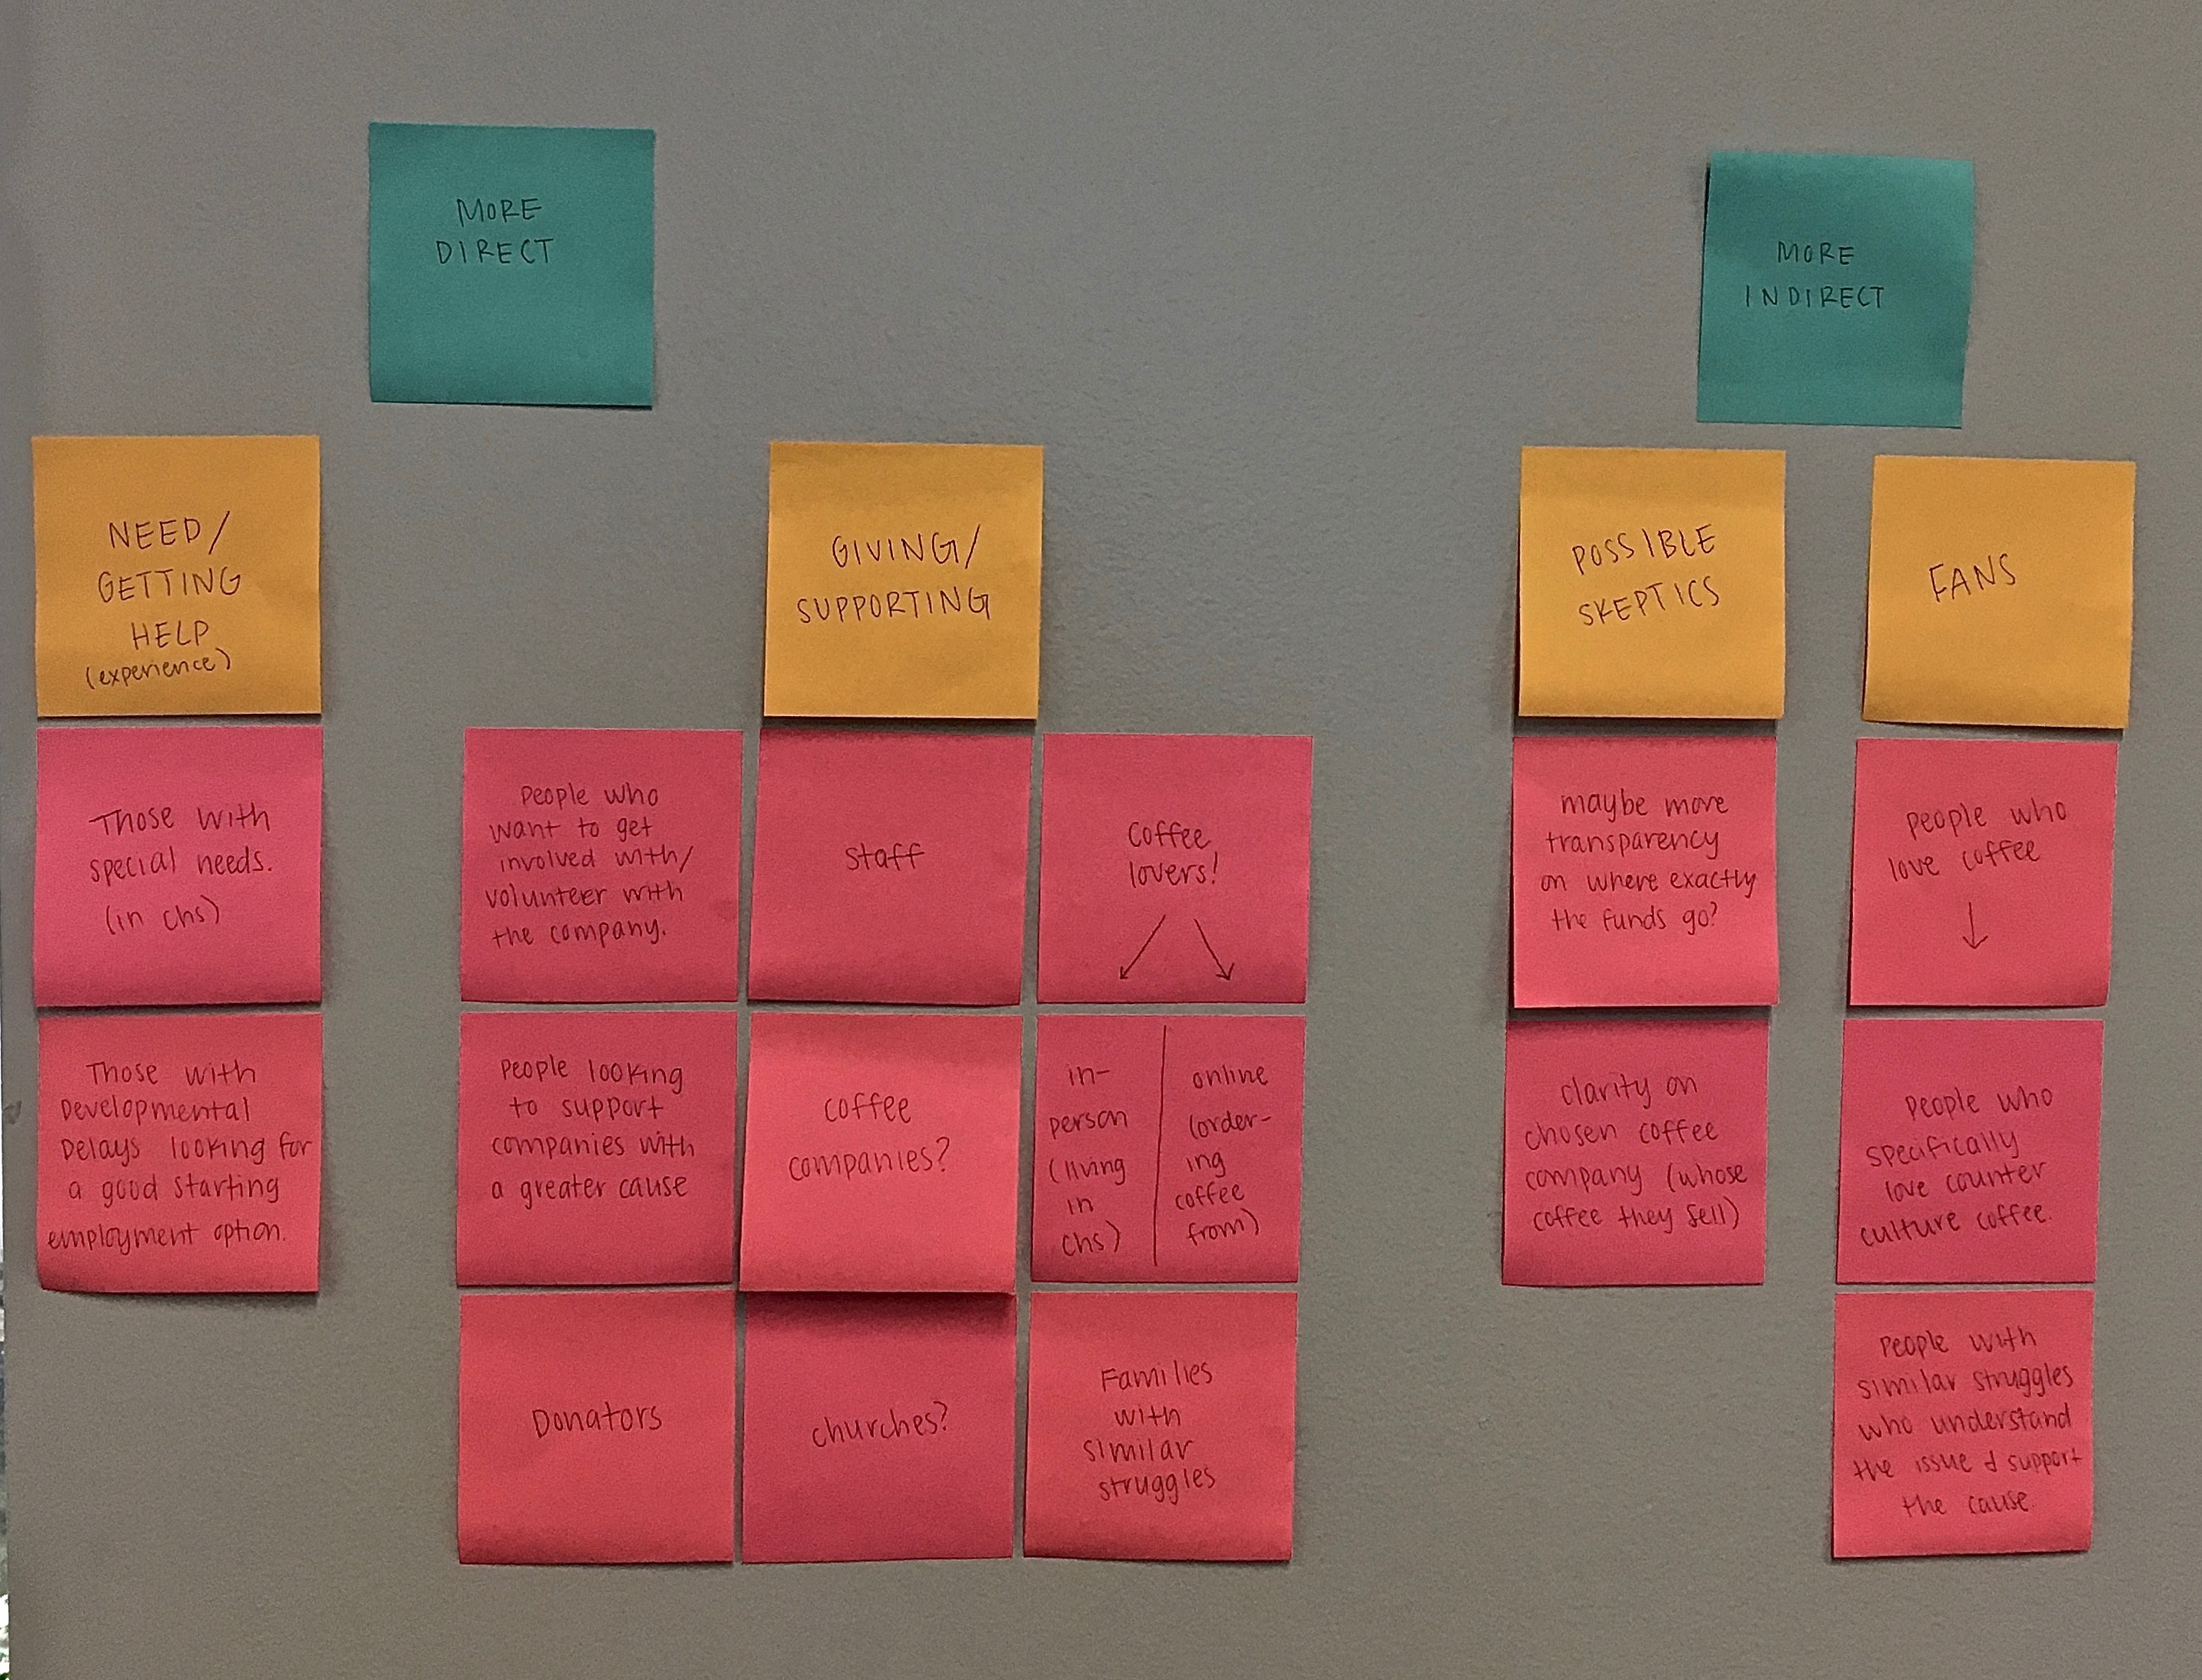 MORE
DIRECT
MORE
INDIRECT
NEED/
GETTING
HELP
(experience)
GIVING/
SUPPORTING
POSSIBLE
SKEPTICS
FANS
Those with
special needs.
(in chs)
People who
want to get
involved with/
volunteer with
the company.
staff
Coffee
lovers!
maybe more
transparency
on where exactly
the funds go?
people who
love coffee
Those with
Developmental
Delays looking for
a good starting
employment option.
People looking
to support
companies with
a greater cause
coffee
companies?
in-
person
(living
in
chs)
online
(order-
ing
coffee
from)
clarity on
chosen coffee
company (whose
coffee they sell)
People who
specifically
love counter
culture coffee.
Donators
churches?
Families
with
similar
struggles
People with
similar struggles
who understand
the issue & support
the cause